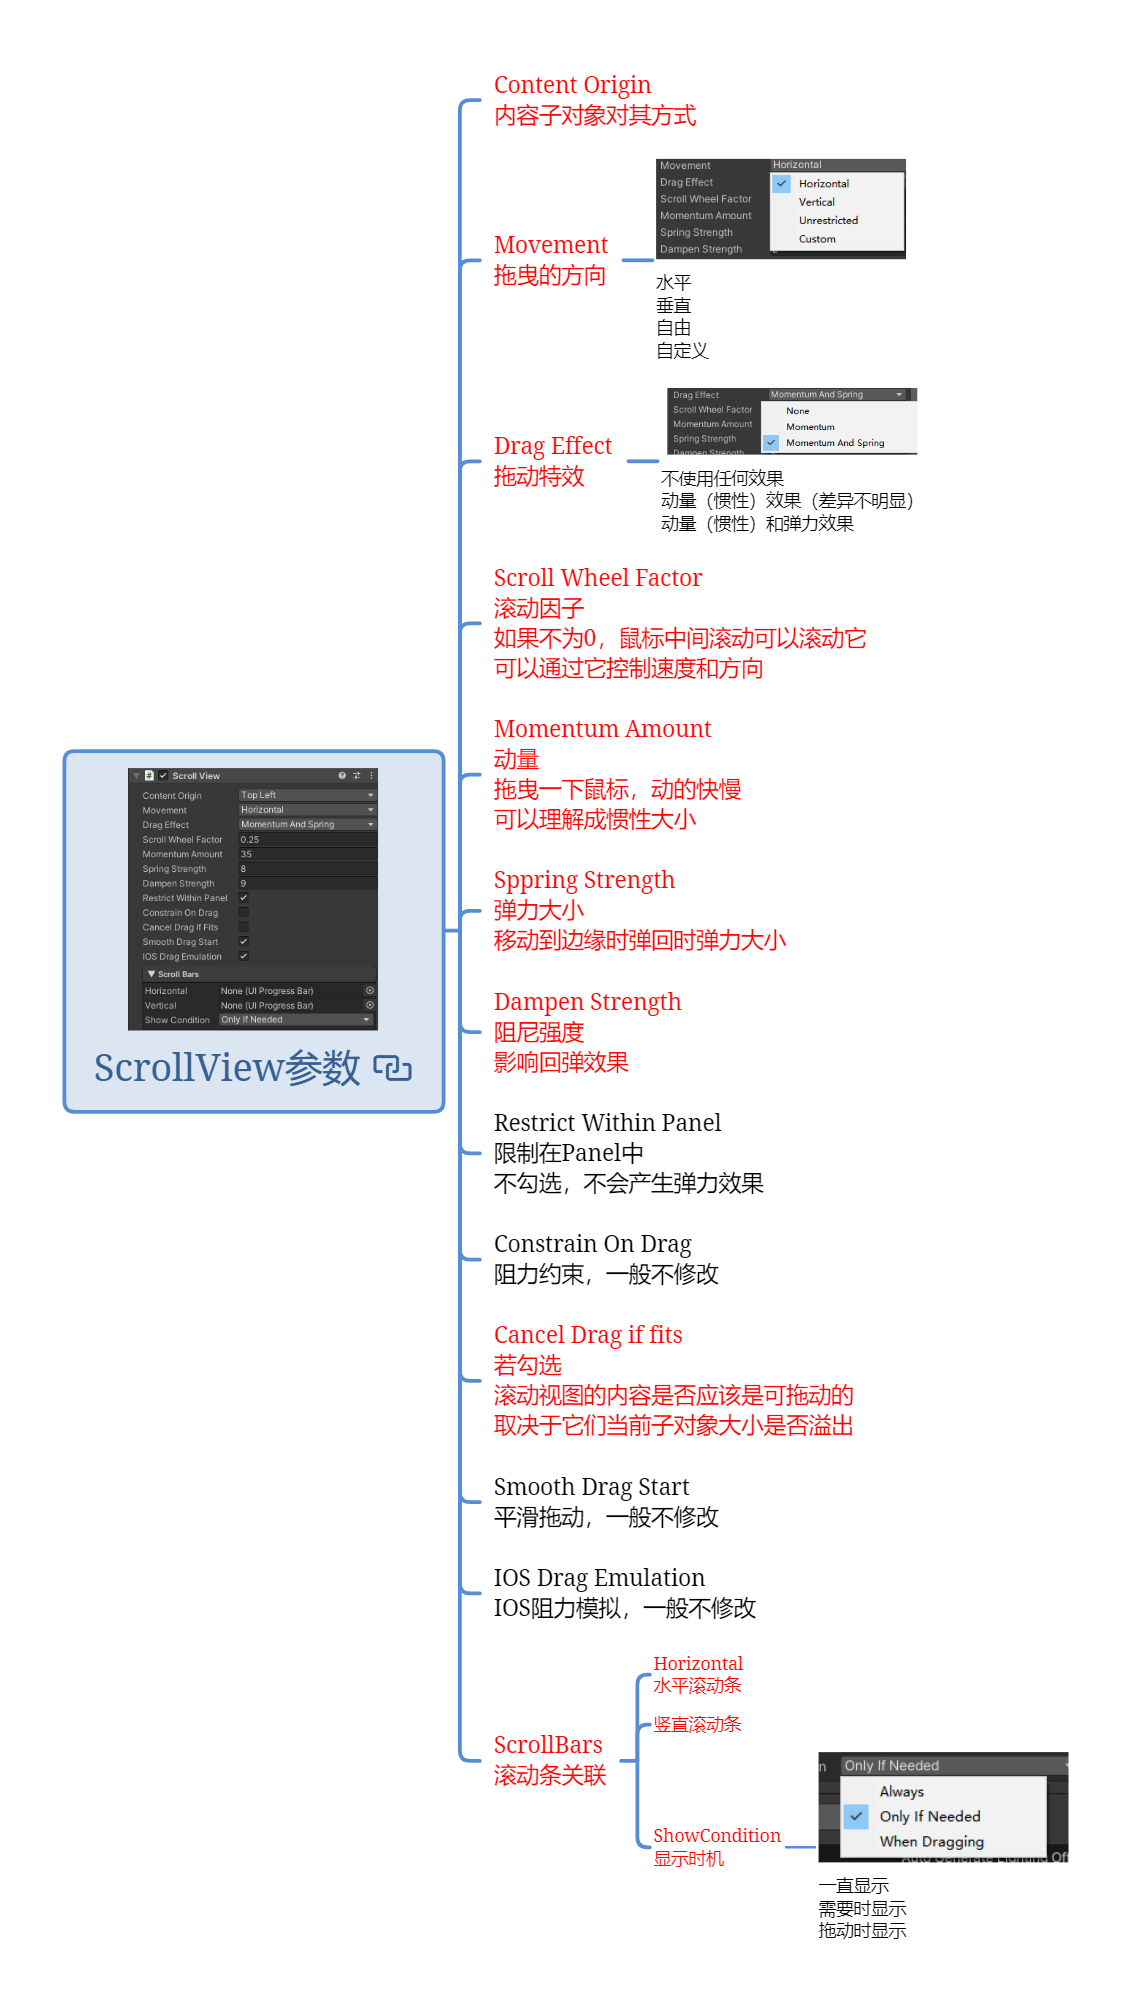 Content Origin
内容子对象对其方式
Movement
拖曳的方向
Movement Horizontal
Drag Effect
Scroll Wheel Factor
Momentum Amount
Spring Strength
Dampen Strength
Horizontal
Vertical
Unrestricted
Custom
水平
垂直
自由
自定义
Drag Effect
拖动特效
Drag Effect Momentum And Spring
Scroll Wheel Factor
Momentum Amount
Spring Strength
Dampen Strength
None
Momentum
Momentum And Spring
不使用任何效果
动量（惯性）效果（差异不明显）
动量（惯性）和弹力效果
Scroll Wheel Factor
滚动因子
如果不为0，鼠标中间滚动可以滚动它
可以通过它控制速度和方向
Momentum Amount
动量
拖曳一下鼠标，动的快慢
可以理解成惯性大小
Scroll View
Content Origin Top Left
Movement Horizontal
Drag Effect Momentum And Spring
Scroll Wheel Factor 0.25
Momentum Amount 35
Spring Strength 8
Dampen Strength 9
Restrict Within Panel
Constrain On Drag
Cancel Drag If Fits
Smooth Drag Start
IOS Drag Emulation
Scroll Bars
Horizontal None (UI Progress Bar)
Vertical None (UI Progress Bar)
Show Condition Only If Needed
ScrollView参数
Sppring Strength
弹力大小
移动到边缘时弹回时弹力大小
Dampen Strength
阻尼强度
影响回弹效果
Restrict Within Panel
限制在Panel中
不勾选，不会产生弹力效果
Constrain On Drag
阻力约束，一般不修改
Cancel Drag if fits
若勾选
滚动视图的内容是否应该是可拖动的
取决于它们当前子对象大小是否溢出
Smooth Drag Start
平滑拖动，一般不修改
IOS Drag Emulation
IOS阻力模拟，一般不修改
ScrollBars
滚动条关联
Horizontal
水平滚动条
竖直滚动条
ShowCondition
显示时机
n Only If Needed
Always
Only If Needed
When Dragging
Auto Generate Lighting Off
一直显示
需要时显示
拖动时显示